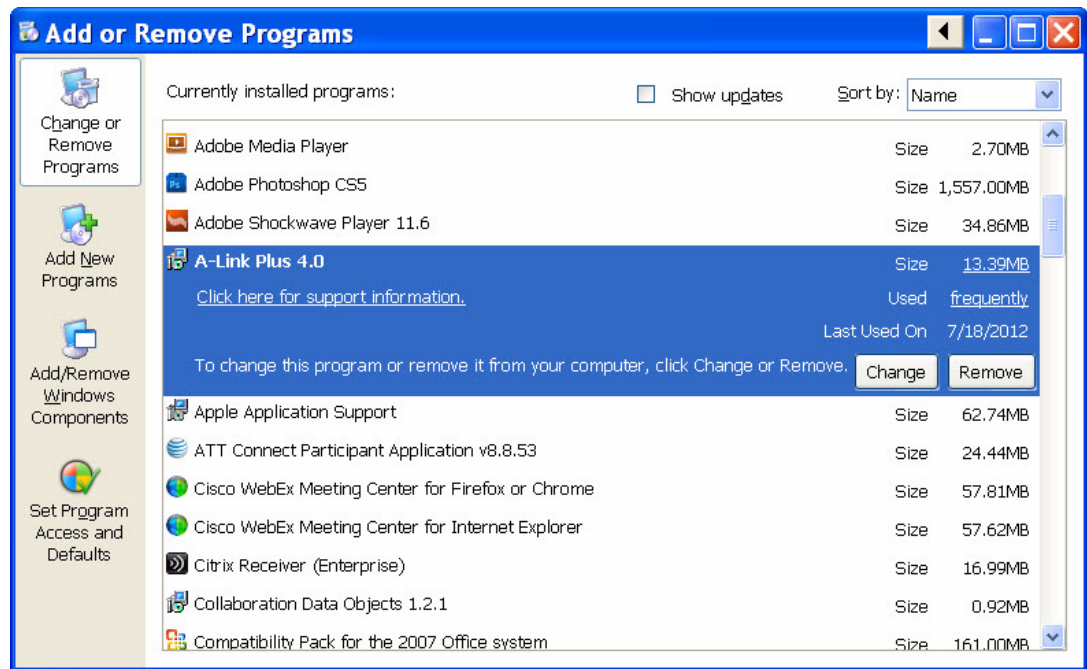 Add or Remove Programs
Change or
Remove
Programs
Add New
Programs
Add/Remove
Windows
Components
Set Program
Access and
Defaults
Currently installed programs:
Show updates
Sort by: Name
Adobe Media Player Size 2.70MB
Ps Adobe Photoshop CS5 Size 1,557.00MB
Adobe Shockwave Player 11.6 Size 34.86MB
A-Link Plus 4.0 Size 13.39MB
Click here for support information. Used frequently
Last Used On 7/18/2012
To change this program or remove it from your computer, click Change or Remove. Change Remove
Apple Application Support Size 62.74MB
ATT Connect Participant Application v8.8.53 Size 24.44MB
Cisco WebEx Meeting Center for Firefox or Chrome Size 57.81MB
Cisco WebEx Meeting Center for Internet Explorer Size 57.62MB
Citrix Receiver (Enterprise) Size 16.99MB
Collaboration Data Objects 1.2.1 Size 0.92MB
Compatibility Pack for the 2007 Office system Size 161.00MB